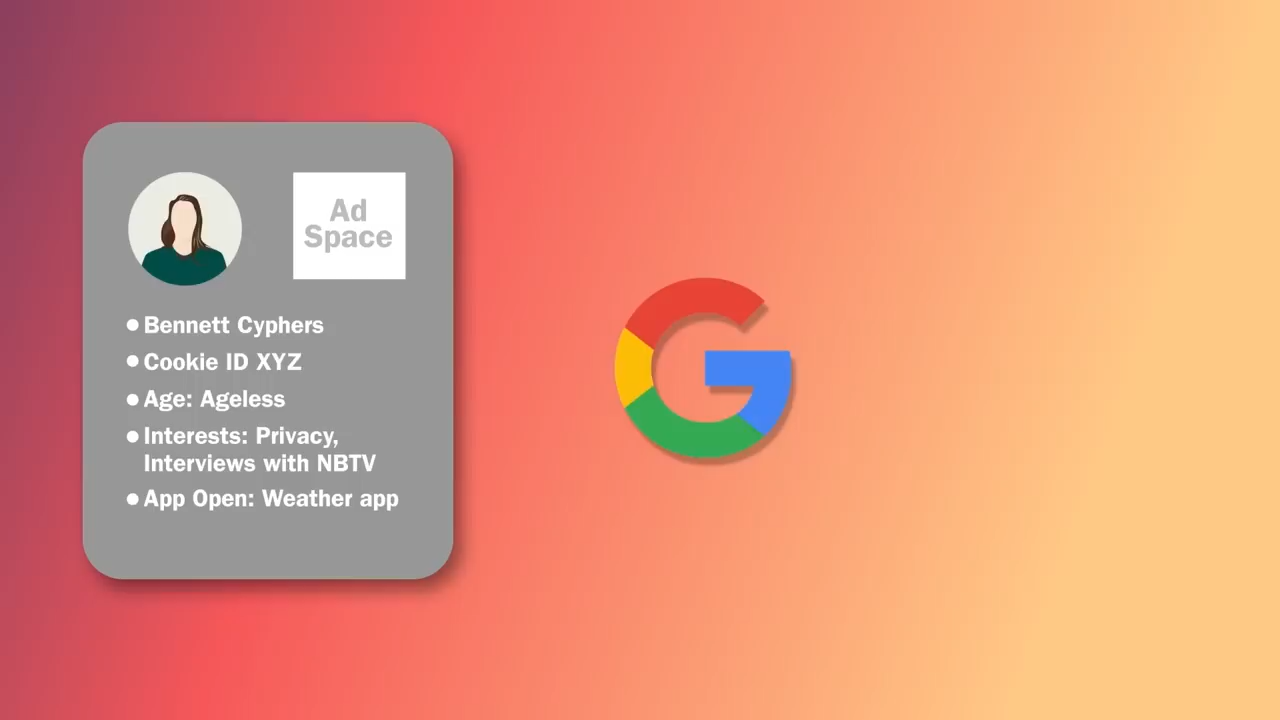 Ad
Space
Bennett Cyphers
Cookie ID XYZ
Age: Ageless
Interests: Privacy,
Interviews with NBTV
App Open: Weather app